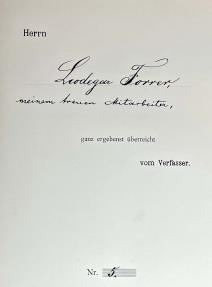 Herrn
Leodegar Forrer,
meinem treuen Mitarbeiter,
ganz ergebenst überreicht
vom Verfasser.
Nr. 5.